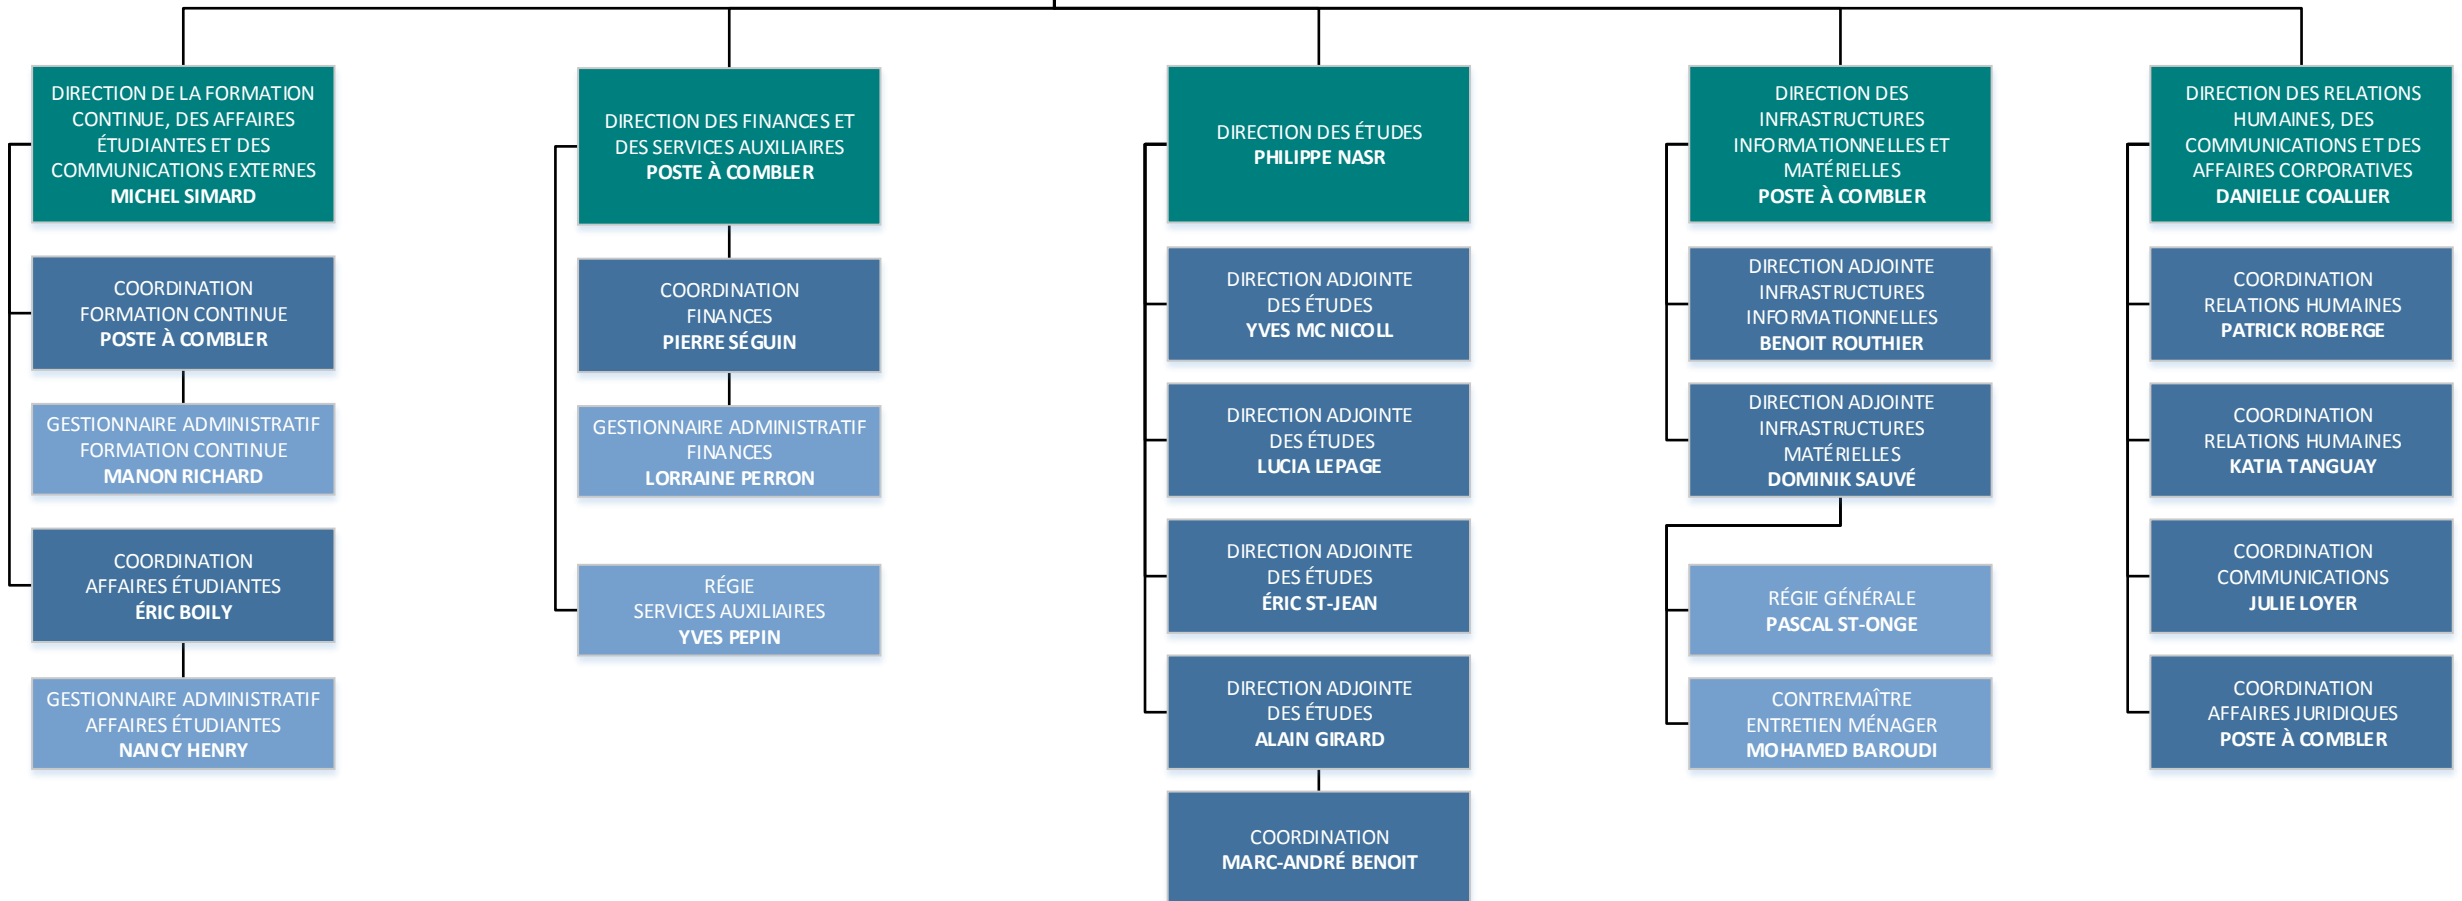 DIRECTION DE LA FORMATION
CONTINUE, DES AFFAIRES
ÉTUDIANTES ET DES
COMMUNICATIONS EXTERNES
MICHEL SIMARD
COORDINATION
FORMATION CONTINUE
POSTE À COMBLER
GESTIONNAIRE ADMINISTRATIF
FORMATION CONTINUE
MANON RICHARD
COORDINATION
AFFAIRES ÉTUDIANTES
ÉRIC BOILY
GESTIONNAIRE ADMINISTRATIF
AFFAIRES ÉTUDIANTES
NANCY HENRY
DIRECTION DES FINANCES ET
DES SERVICES AUXILIAIRES
POSTE À COMBLER
COORDINATION
FINANCES
PIERRE SÉGUIN
GESTIONNAIRE ADMINISTRATIF
FINANCES
LORRAINE PERRON
RÉGIE
SERVICES AUXILIAIRES
YVES PEPIN
DIRECTION DES ÉTUDES
PHILIPPE NASR
DIRECTION ADJOINTE
DES ÉTUDES
YVES MC NICOLL
DIRECTION ADJOINTE
DES ÉTUDES
LUCIA LEPAGE
DIRECTION ADJOINTE
DES ÉTUDES
ÉRIC ST-JEAN
DIRECTION ADJOINTE
DES ÉTUDES
ALAIN GIRARD
COORDINATION
MARC-ANDRÉ BENOIT
DIRECTION DES
INFRASTRUCTURES
INFORMATIONNELLES ET
MATÉRIELLES
POSTE À COMBLER
DIRECTION ADJOINTE
INFRASTRUCTURES
INFORMATIONNELLES
BENOIT ROUTHIER
DIRECTION ADJOINTE
INFRASTRUCTURES
MATÉRIELLES
DOMINIK SAUVÉ
RÉGIE GÉNÉRALE
PASCAL ST-ONGE
CONTREMAÎTRE
ENTRETIEN MÉNAGER
MOHAMED BAROUDI
DIRECTION DES RELATIONS
HUMAINES, DES
COMMUNICATIONS ET DES
AFFAIRES CORPORATIVES
DANIELLE COALLIER
COORDINATION
RELATIONS HUMAINES
PATRICK ROBERGE
COORDINATION
RELATIONS HUMAINES
KATIA TANGUAY
COORDINATION
COMMUNICATIONS
JULIE LOYER
COORDINATION
AFFAIRES JURIDIQUES
POSTE À COMBLER